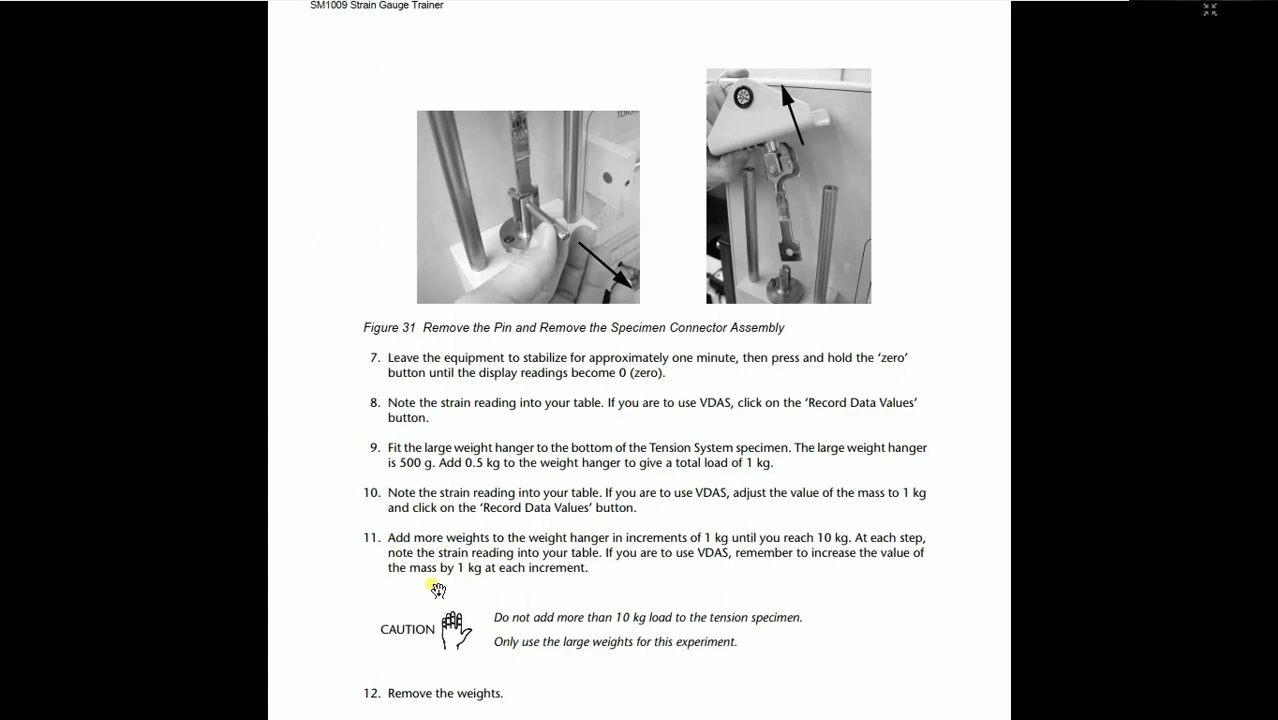 SM1009 Strain Gauge Trainer
Figure 31 Remove the Pin and Remove the Specimen Connector Assembly
7. Leave the equipment to stabilize for approximately one minute, then press and hold the ‘zero’
button until the display readings become 0 (zero).
8. Note the strain reading into your table. If you are to use VDAS, click on the ‘Record Data Values’
button.
9. Fit the large weight hanger to the bottom of the Tension System specimen. The large weight hanger
is 500 g. Add 0.5 kg to the weight hanger to give a total load of 1 kg.
10. Note the strain reading into your table. If you are to use VDAS, adjust the value of the mass to 1 kg
and click on the ‘Record Data Values’ button.
11. Add more weights to the weight hanger in increments of 1 kg until you reach 10 kg. At each step,
note the strain reading into your table. If you are to use VDAS, remember to increase the value of
the mass by 1 kg at each increment.
Do not add more than 10 kg load to the tension specimen.
CAUTION
Only use the large weights for this experiment.
12. Remove the weights.